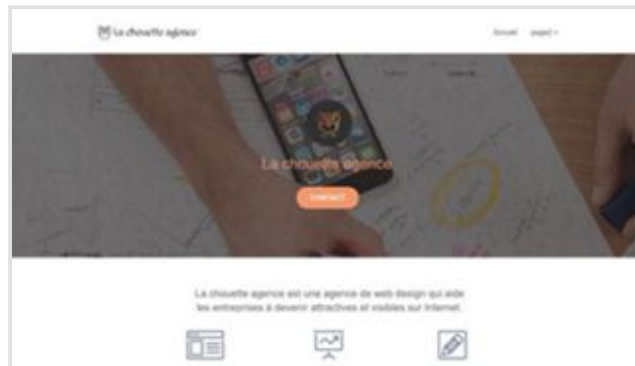 La chouette agence
Accueil page2
La chouette agence
CONTACT
La chouette agence est une agence de web design qui aide
les entreprises à devenir attractives et visibles sur Internet.